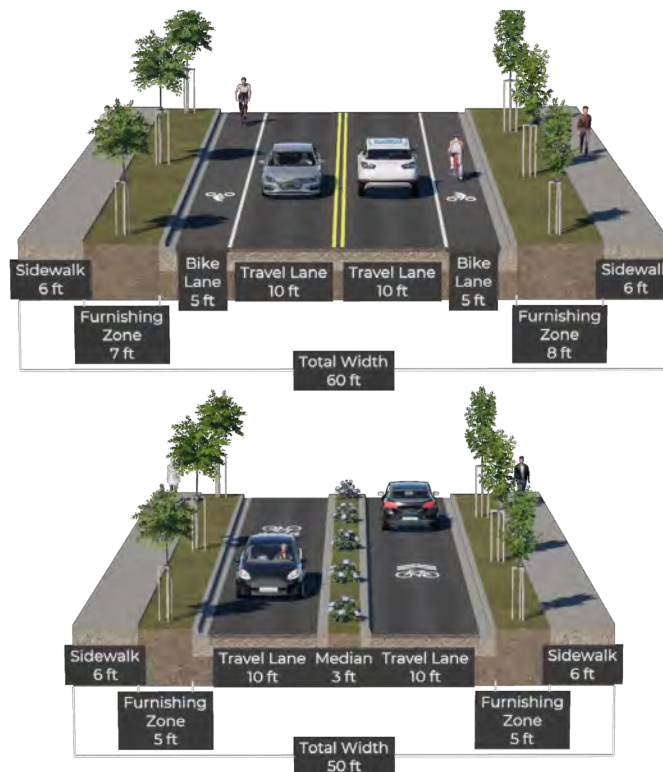 Sidewalk
6 ft
Furnishing
Zone
7 ft
Bike
Lane
5 ft
Travel Lane
10 ft
Travel Lane
10 ft
Bike
Lane
5 ft
Furnishing
Zone
8 ft
Sidewalk
6 ft
Total Width
60 ft
Sidewalk
6 ft
Furnishing
Zone
5 ft
Travel Lane
10 ft
Median
3 ft
Travel Lane
10 ft
Furnishing
Zone
5 ft
Sidewalk
6 ft
Total Width
50 ft